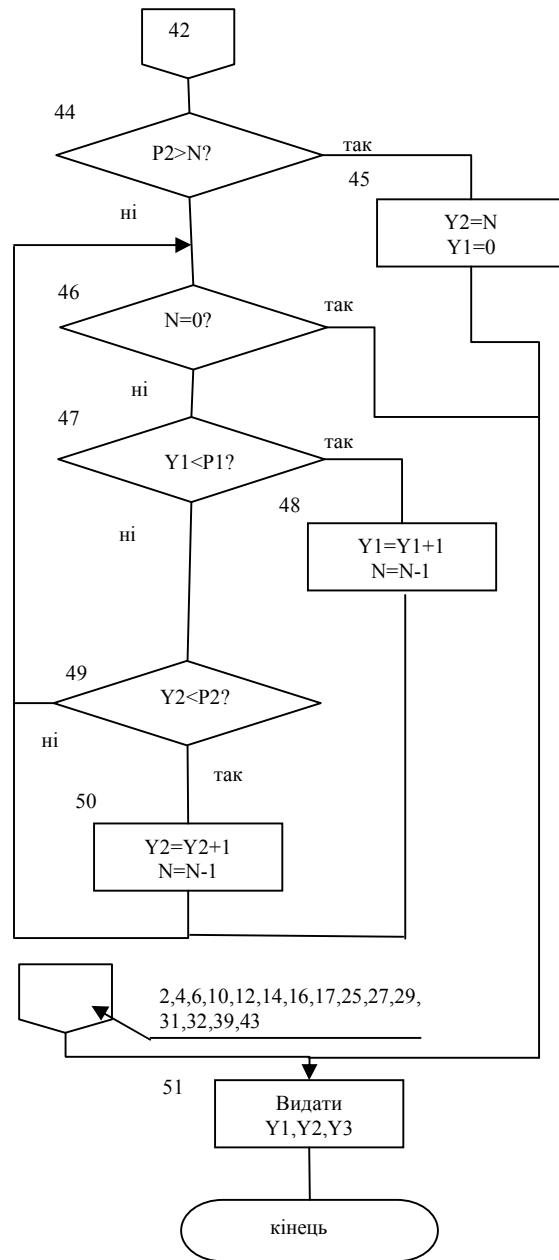 42
44
P2>N?
так
45
ні
Y2=N
Y1=0
46
так
N=0?
ні
47
так
Y1<P1?
48
ні
Y1=Y1+1
N=N-1
49
Y2<P2?
ні
так
50
Y2=Y2+1
N=N-1
2,4,6,10,12,14,16,17,25,27,29,
31,32,39,43
51
Видати
Y1,Y2,Y3
кінець